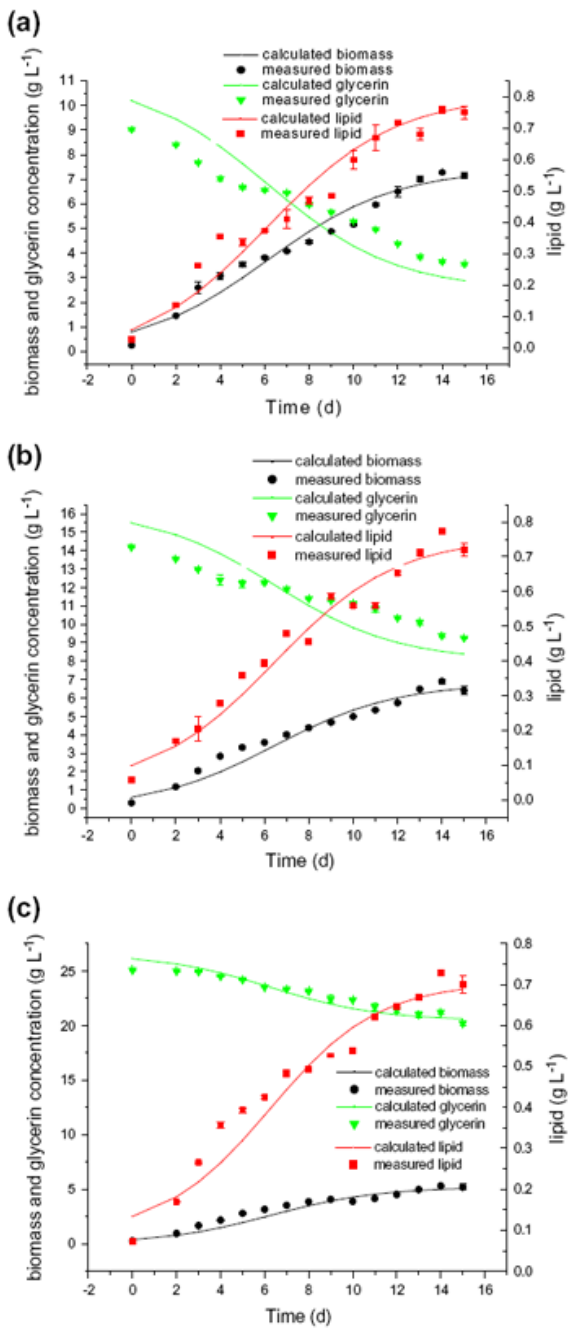 (a)
calculated biomass
measured biomass
calculated glycerin
measured glycerin
calculated lipid
measured lipid
biomass and glycerin concentration (g L-1)
11
10
9
8
7
6
5
4
3
2
1
0
0.8
0.7
0.6
0.5
0.4
0.3
0.2
0.1
0.0
lipid (g L-1)
-2 0 2 4 6 8 10 12 14 16
Time (d)
(b)
calculated biomass
measured biomass
calculated glycerin
measured glycerin
calculated lipid
measured lipid
biomass and glycerin concentration (g L-1)
16
15
14
13
12
11
10
9
8
7
6
5
4
3
2
1
0
0.8
0.7
0.6
0.5
0.4
0.3
0.2
0.1
0.0
lipid (g L-1)
-2 0 2 4 6 8 10 12 14 16
Time (d)
(c)
biomass and glycerin concentration (g L-1)
25
20
15
10
5
0
0.8
0.7
0.6
0.5
0.4
0.3
0.2
0.1
0.0
lipid (g L-1)
calculated biomass
measured biomass
calculated glycerin
measured glycerin
calculated lipid
measured lipid
-2 0 2 4 6 8 10 12 14 16
Time (d)